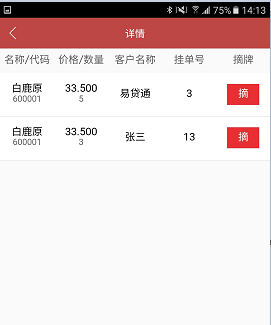 75% 14:13
详情
名称/代码 价格/数量 客户名称 挂单号 摘牌
白鹿原 33.500 易贷通 3 摘
600001 5
白鹿原 33.500 张三 13 摘
600001 3